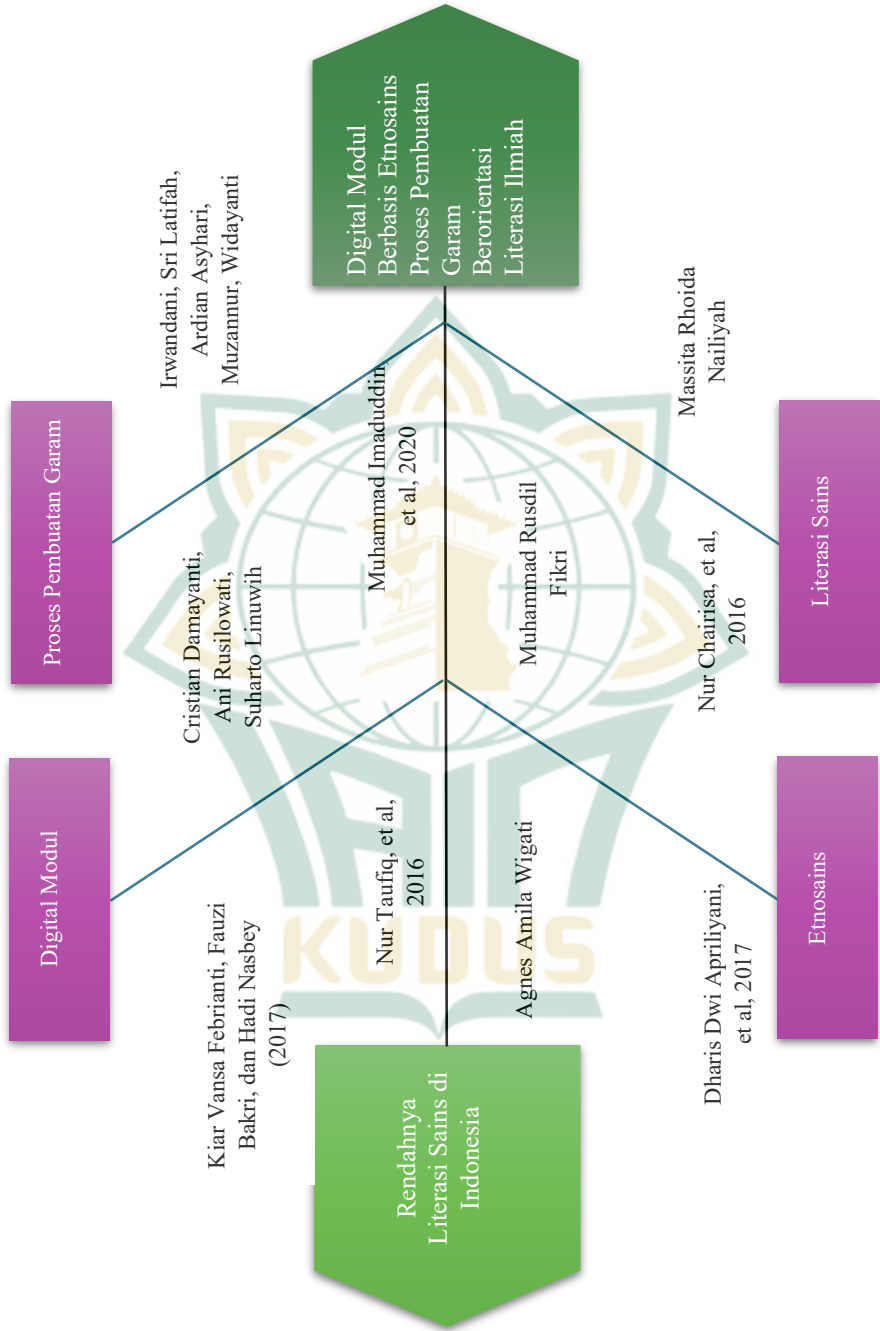 Digital Modul
Proses Pembuatan Garam
Kiar Vansa Febrianti, Fauzi
Bakri, dan Hadi Nasbey
(2017)
Cristian Damayanti,
Ani Rusilowati,
Suharto Linuwih
Irwandani, Sri Latifah,
Ardian Asyhari,
Muzannur, Widayanti
Nur Taufiq, et al,
2016
Muhammad Imaduddin,
et al, 2020
Rendahnya
Literasi Sains di
Indonesia
Digital Modul
Berbasis Etnosains
Proses Pembuatan
Garam
Berorientasi
Literasi Ilmiah
Agnes Amila Wigati
Muhammad Rusdil
Fikri
Dharis Dwi Apriliyani,
et al, 2017
Nur Chairisa, et al,
2016
Massita Rhoida
Nailiyah
Etnosains
Literasi Sains
IAIN
KUDUS